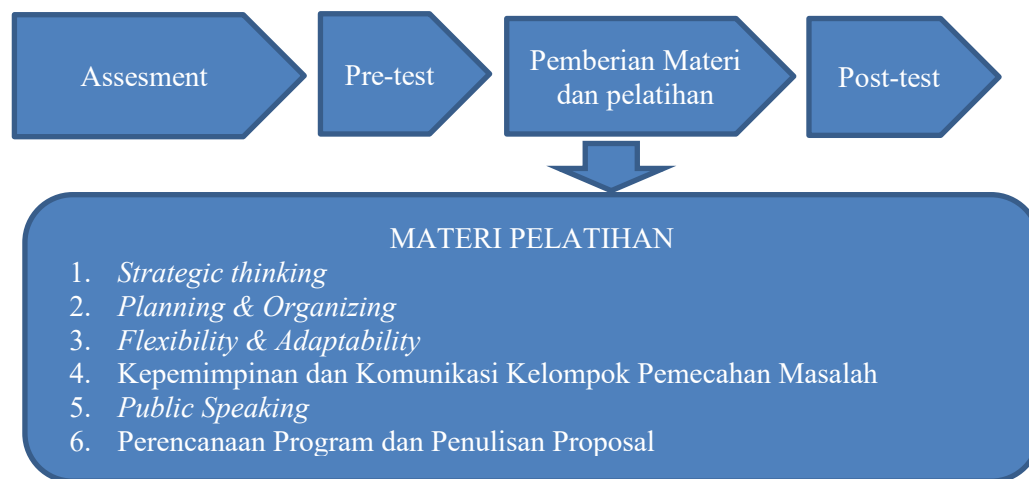 Assesment
Pre-test
Pemberian Materi
dan pelatihan
Post-test
MATERI PELATIHAN
1. Strategic thinking
2. Planning & Organizing
3. Flexibility & Adaptability
4. Kepemimpinan dan Komunikasi Kelompok Pemecahan Masalah
5. Public Speaking
6. Perencanaan Program dan Penulisan Proposal